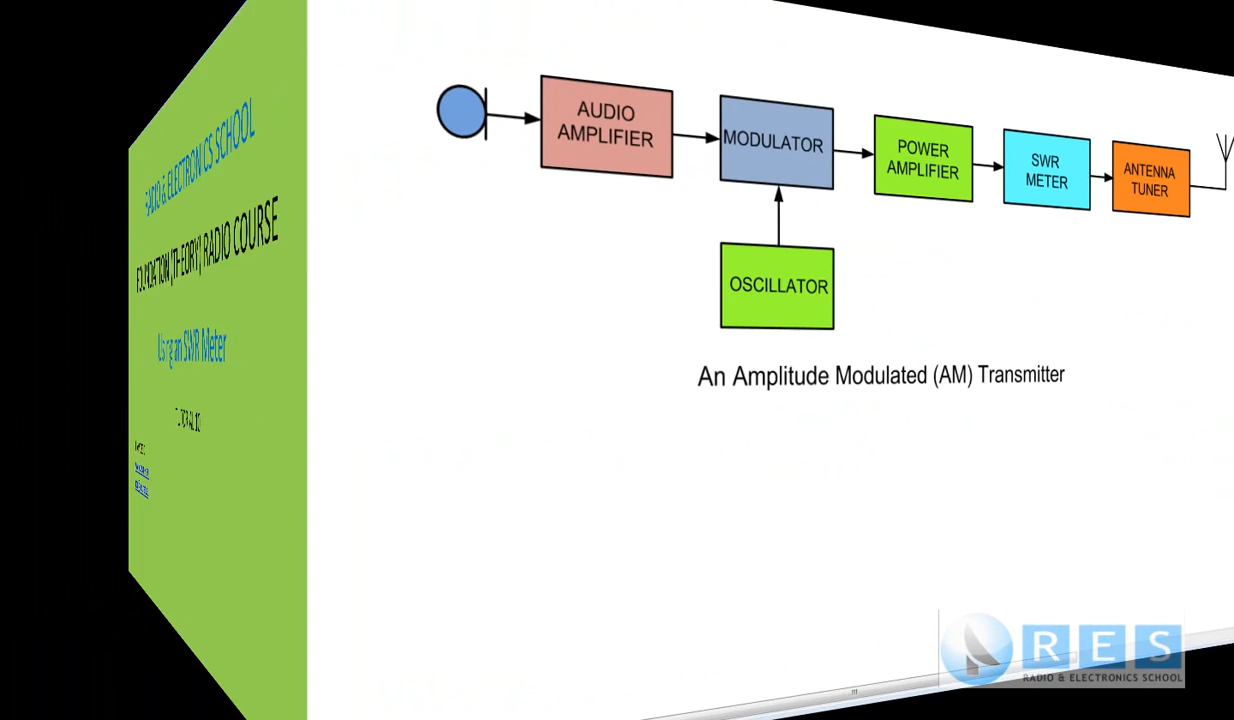 RADIO & ELECTRONICS SCHOOL
FOUNDATION (THEORY) RADIO COURSE
Using an SWR Meter
AUDIO
AMPLIFIER
MODULATOR
POWER
AMPLIFIER
SWR
METER
ANTENNA
TUNER
OSCILLATOR
An Amplitude Modulated (AM) Transmitter
RES
RADIO & ELECTRONICS SCHOOL